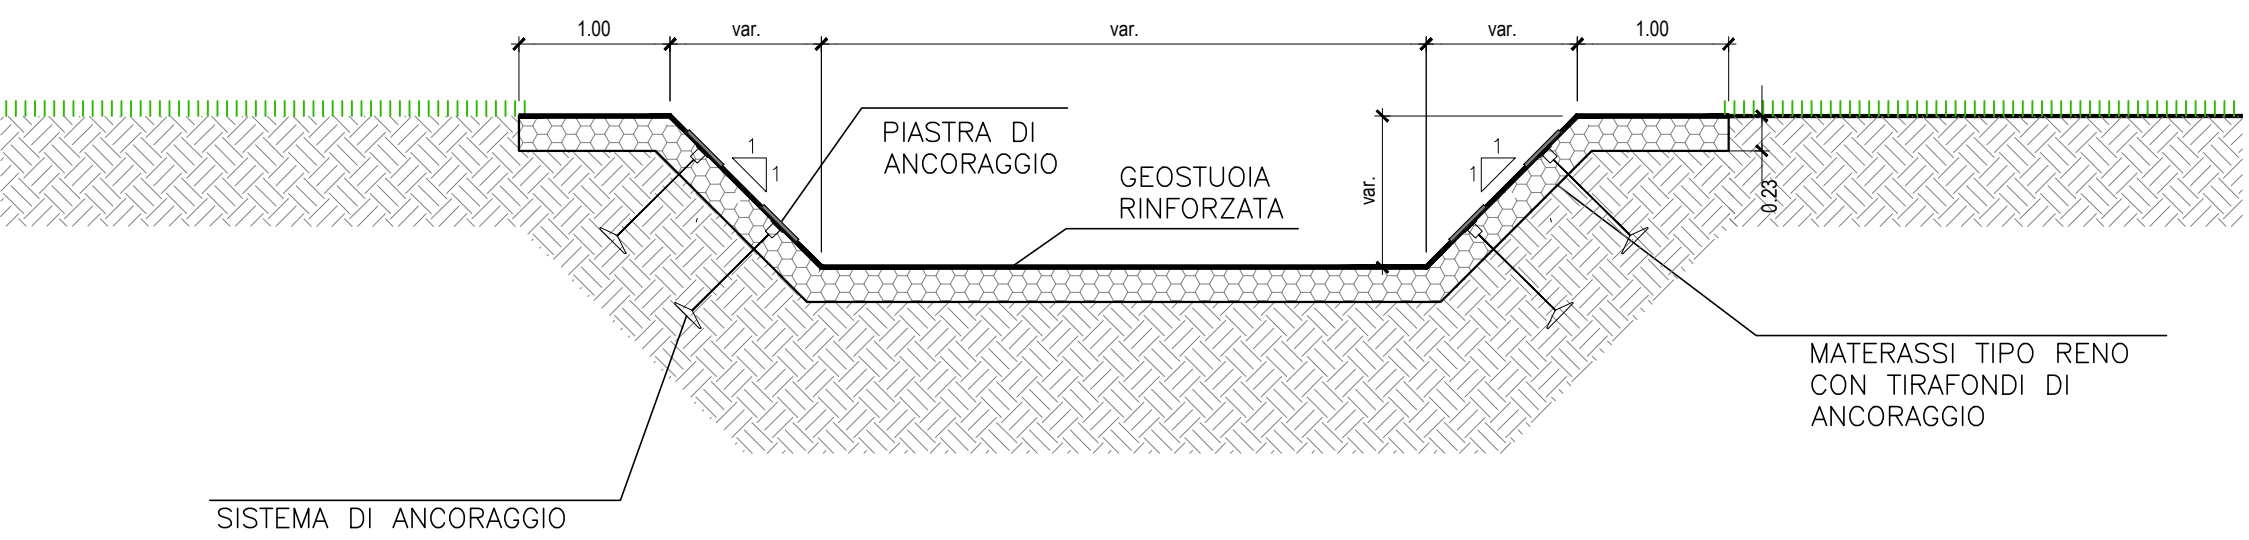 1.00
var.
var.
var.
1.00
PIASTRA DI
ANCORAGGIO
1
1
GEOSTUOIA
RINFORZATA
var.
1
1
0.23
MATERASSI TIPO RENO
CON TIRAFONDI DI
ANCORAGGIO
SISTEMA DI ANCORAGGIO